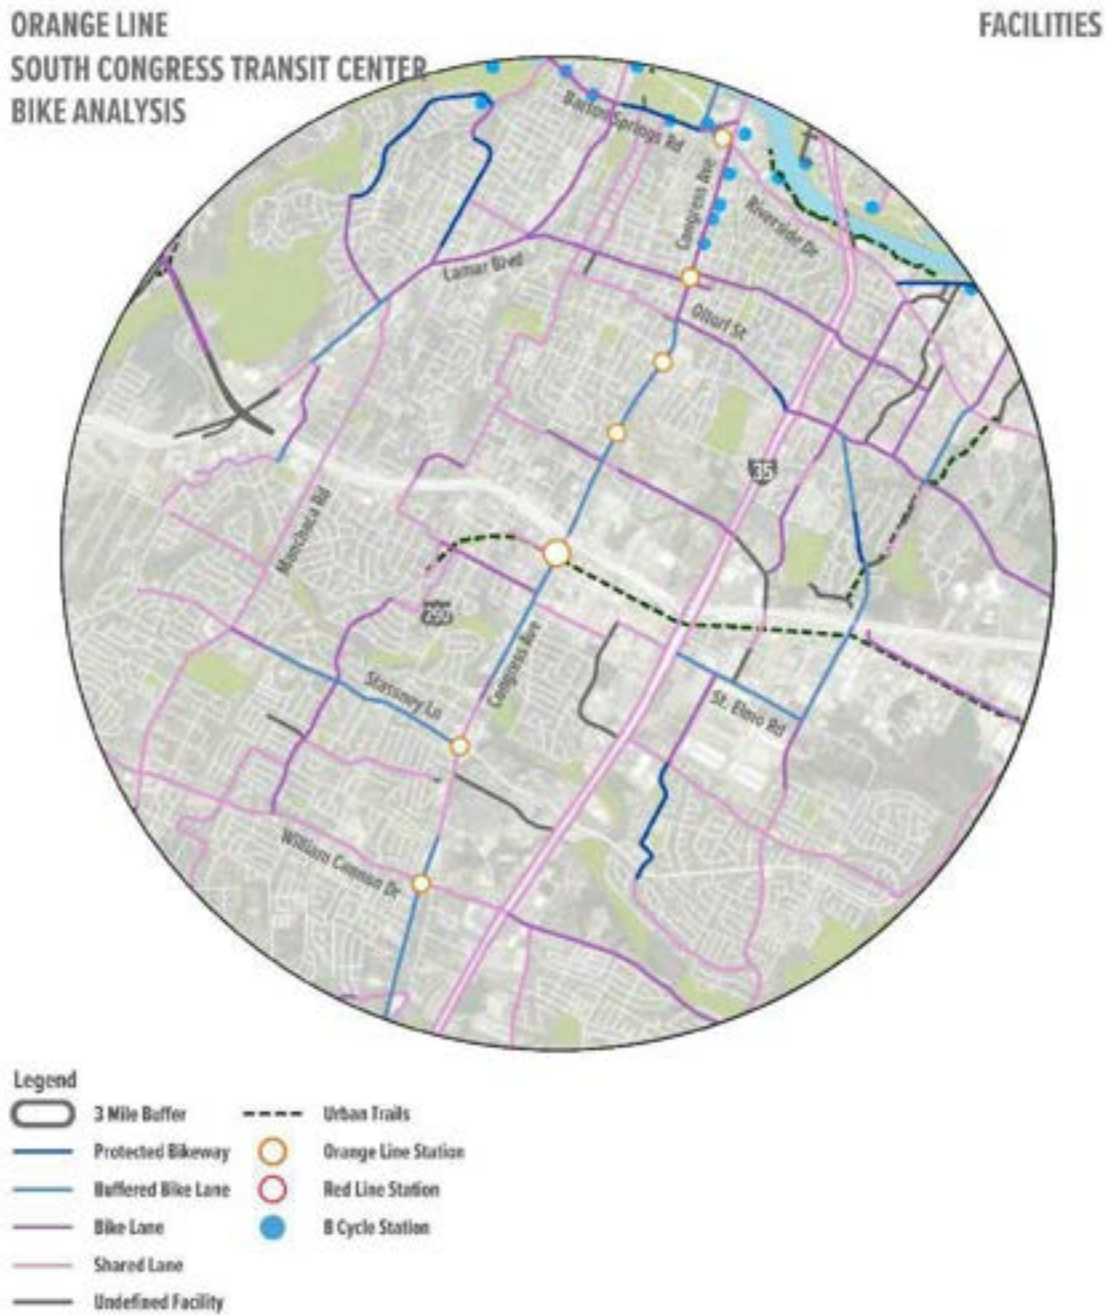 ORANGE LINE
SOUTH CONGRESS TRANSIT CENTER
BIKE ANALYSIS
FACILITIES
Barton Springs Rd
Congress Ave
Riverside Dr
Lamar Blvd
Oltorf St
35
Manchaca Rd
290
Congress Ave
Stassney Ln
St. Elmo Rd
William Cannon Dr
Legend
3 Mile Buffer
Urban Trails
Protected Bikeway
Orange Line Station
Buffered Bike Lane
Red Line Station
Bike Lane
B Cycle Station
Shared Lane
Undefined Facility